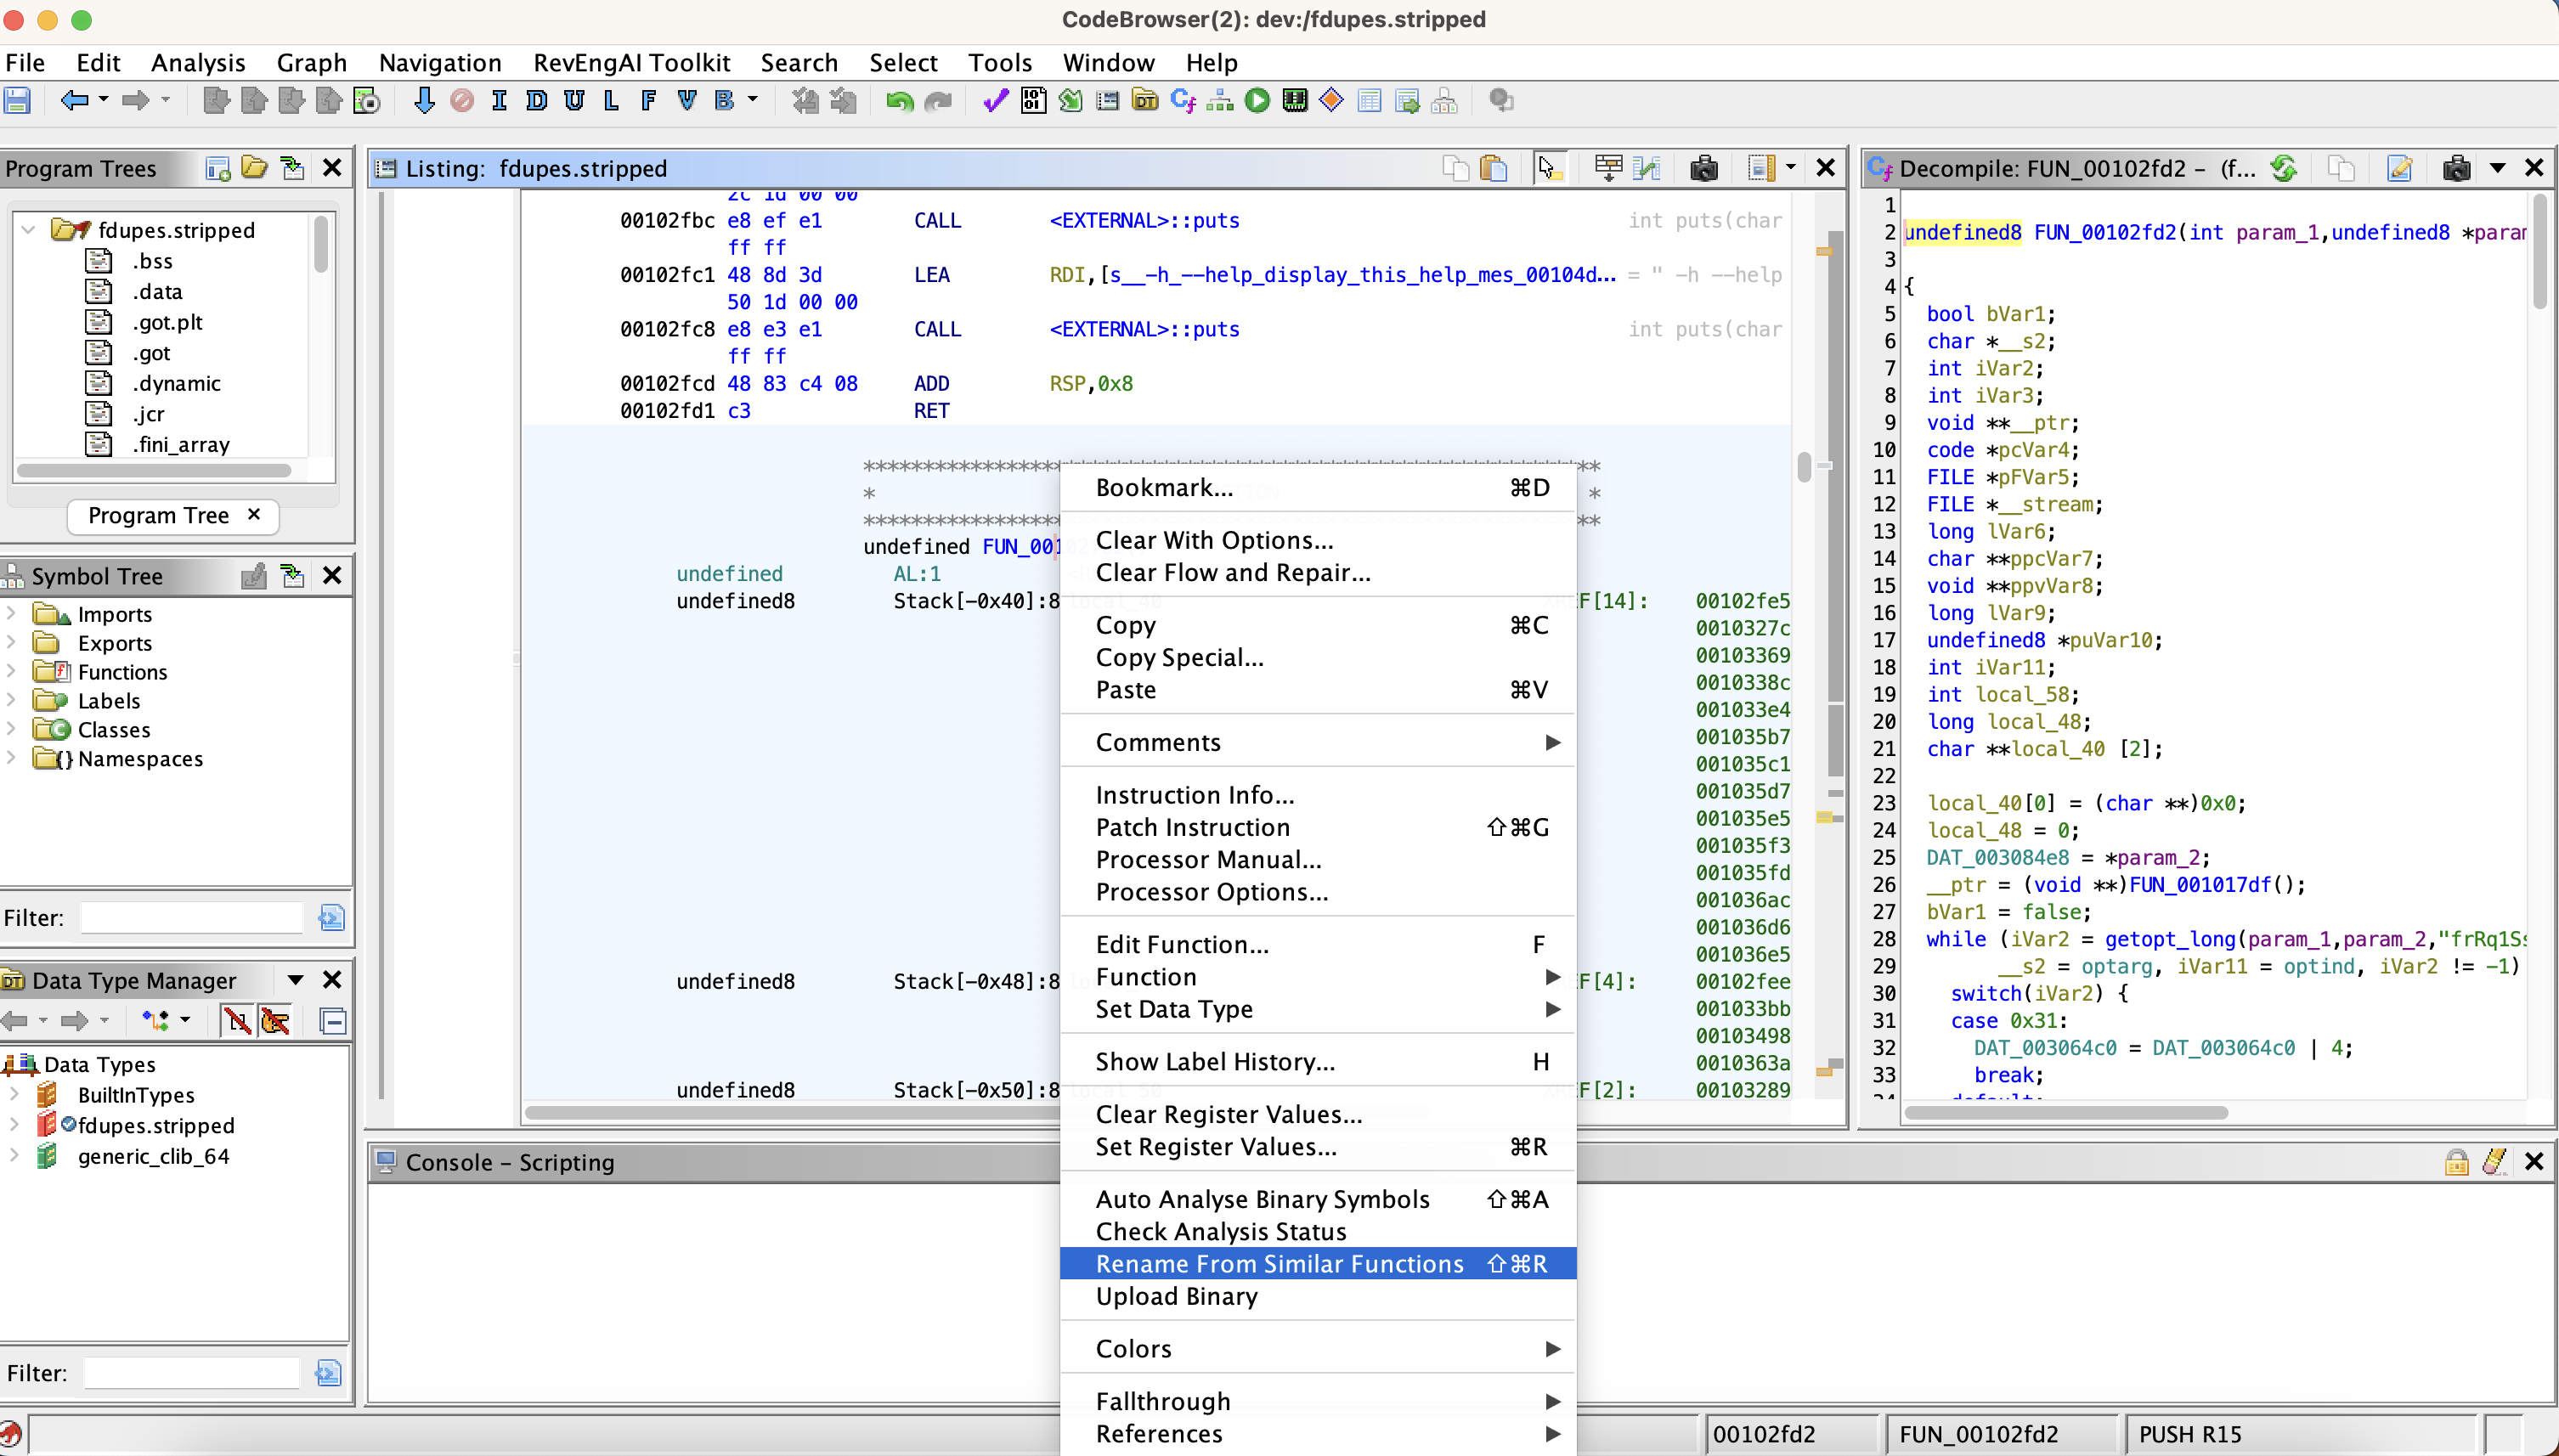 CodeBrowser(2): dev:/fdupes.stripped
File Edit Analysis Graph Navigation RevEngAI Toolkit Search Select Tools Window Help
I D U L F V B
Program Trees
fdupes.stripped
.bss
.data
.got.plt
.got
.dynamic
.jcr
.fini_array
Program Tree ×
Symbol Tree
Imports
Exports
Functions
Labels
Classes
Namespaces
Filter:
Data Type Manager
Data Types
BuiltInTypes
fdupes.stripped
generic_clib_64
Filter:
Listing: fdupes.stripped
2c 1d 00 00
00102fbc e8 ef e1 CALL <EXTERNAL>::puts int puts(char
ff ff
00102fc1 48 8d 3d LEA RDI,[s__-h_--help_display_this_help_mes_00104d... = " -h --help
50 1d 00 00
00102fc8 e8 e3 e1 CALL <EXTERNAL>::puts int puts(char
ff ff
00102fcd 48 83 c4 08 ADD RSP,0x8
00102fd1 c3 RET
undefined FUN_001
undefined AL:1
undefined8 Stack[-0x40]:8 local_40 XREF[14]: 00102fe5
0010327c
00103369
0010338c
001033e4
001035b7
001035c1
001035d7
001035e5
001035f3
001035fd
001036ac
001036d6
001036e5
undefined8 Stack[-0x48]:8 EF[4]: 00102fee
001033bb
00103498
0010363a
undefined8 Stack[-0x50]:8 local_50 XREF[2]: 00103289
Bookmark... ⌘D
Clear With Options...
Clear Flow and Repair...
Copy ⌘C
Copy Special...
Paste ⌘V
Comments
Instruction Info...
Patch Instruction ⇧⌘G
Processor Manual...
Processor Options...
Edit Function... F
Function
Set Data Type
Show Label History... H
Clear Register Values...
Set Register Values... ⌘R
Auto Analyse Binary Symbols ⇧⌘A
Check Analysis Status
Rename From Similar Functions ⇧⌘R
Upload Binary
Colors
Fallthrough
References
Console - Scripting
Decompile: FUN_00102fd2 - (f...
1
2 undefined8 FUN_00102fd2(int param_1,undefined8 *param
3
4 {
5 bool bVar1;
6 char *__s2;
7 int iVar2;
8 int iVar3;
9 void **__ptr;
10 code *pcVar4;
11 FILE *pFVar5;
12 FILE *__stream;
13 long lVar6;
14 char **ppcVar7;
15 void **ppvVar8;
16 long lVar9;
17 undefined8 *puVar10;
18 int iVar11;
19 int local_58;
20 long local_48;
21 char **local_40 [2];
22
23 local_40[0] = (char **)0x0;
24 local_48 = 0;
25 DAT_003084e8 = *param_2;
26 __ptr = (void **)FUN_001017df();
27 bVar1 = false;
28 while (iVar2 = getopt_long(param_1,param_2,"frRq1Ss
29 __s2 = optarg, iVar11 = optind, iVar2 != -1)
30 switch(iVar2) {
31 case 0x31:
32 DAT_003064c0 = DAT_003064c0 | 4;
33 break;
34 default:
00102fd2 FUN_00102fd2 PUSH R15